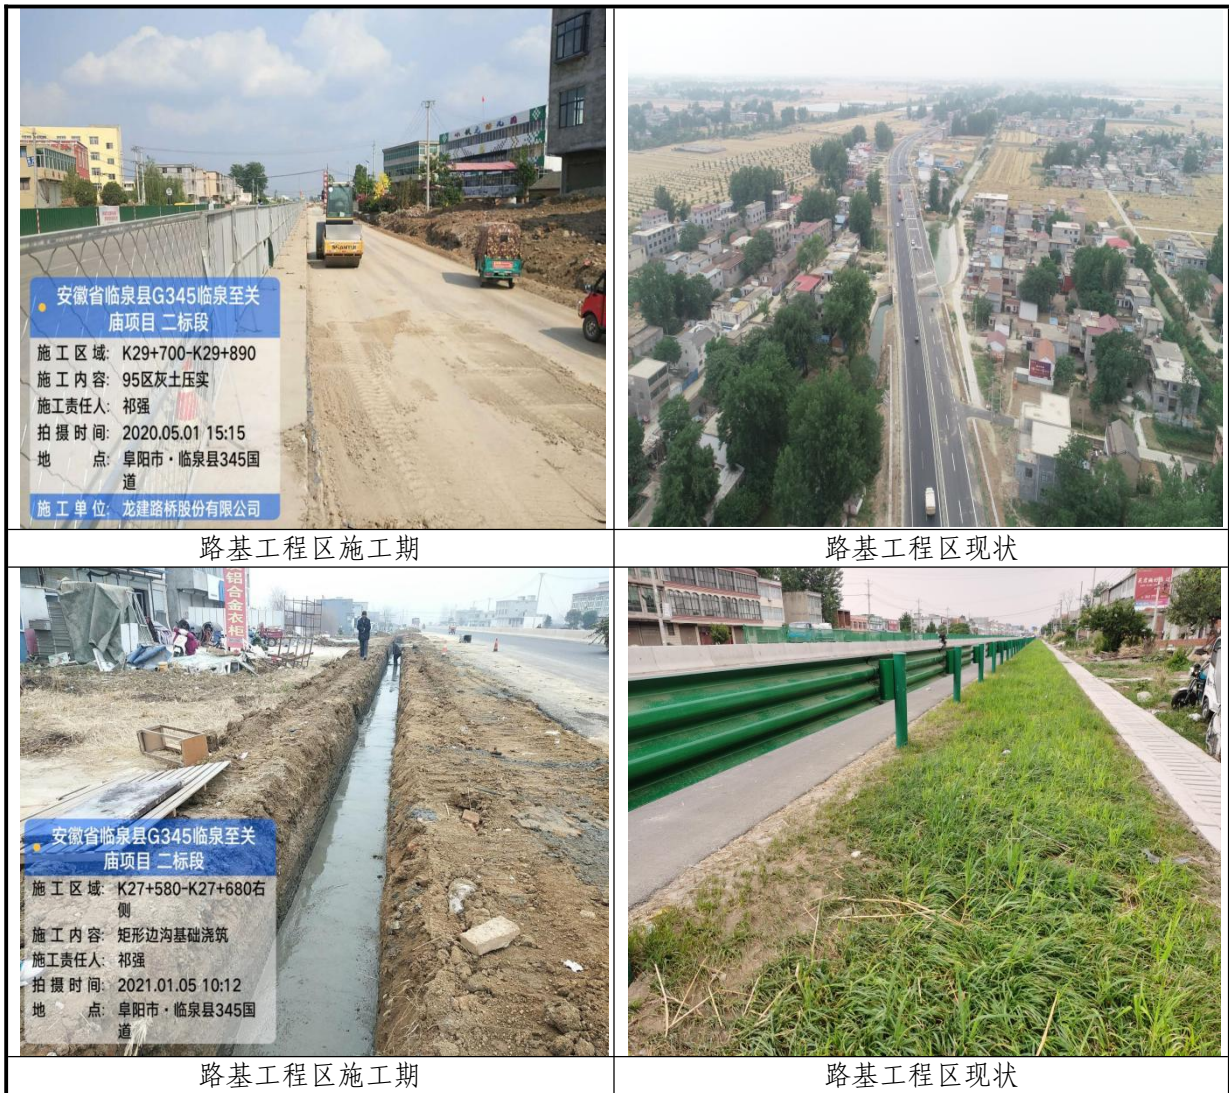 安徽省临泉县G345临泉至关
庙项目 二标段
施工区域: K29+700-K29+890
施工内容: 95区灰土压实
施工责任人: 祁强
拍摄时间: 2020.05.01 15:15
地 点: 阜阳市·临泉县345国
道
施工单位: 龙建路桥股份有限公司
路基工程区施工期
路基工程区现状
铝合金衣柜
安徽省临泉县G345临泉至关
庙项目 二标段
施工区域: K27+580-K27+680右
侧
施工内容: 矩形边沟基础浇筑
施工责任人: 祁强
拍摄时间: 2021.01.05 10:12
地 点: 阜阳市·临泉县345国
道
路基工程区施工期
路基工程区现状